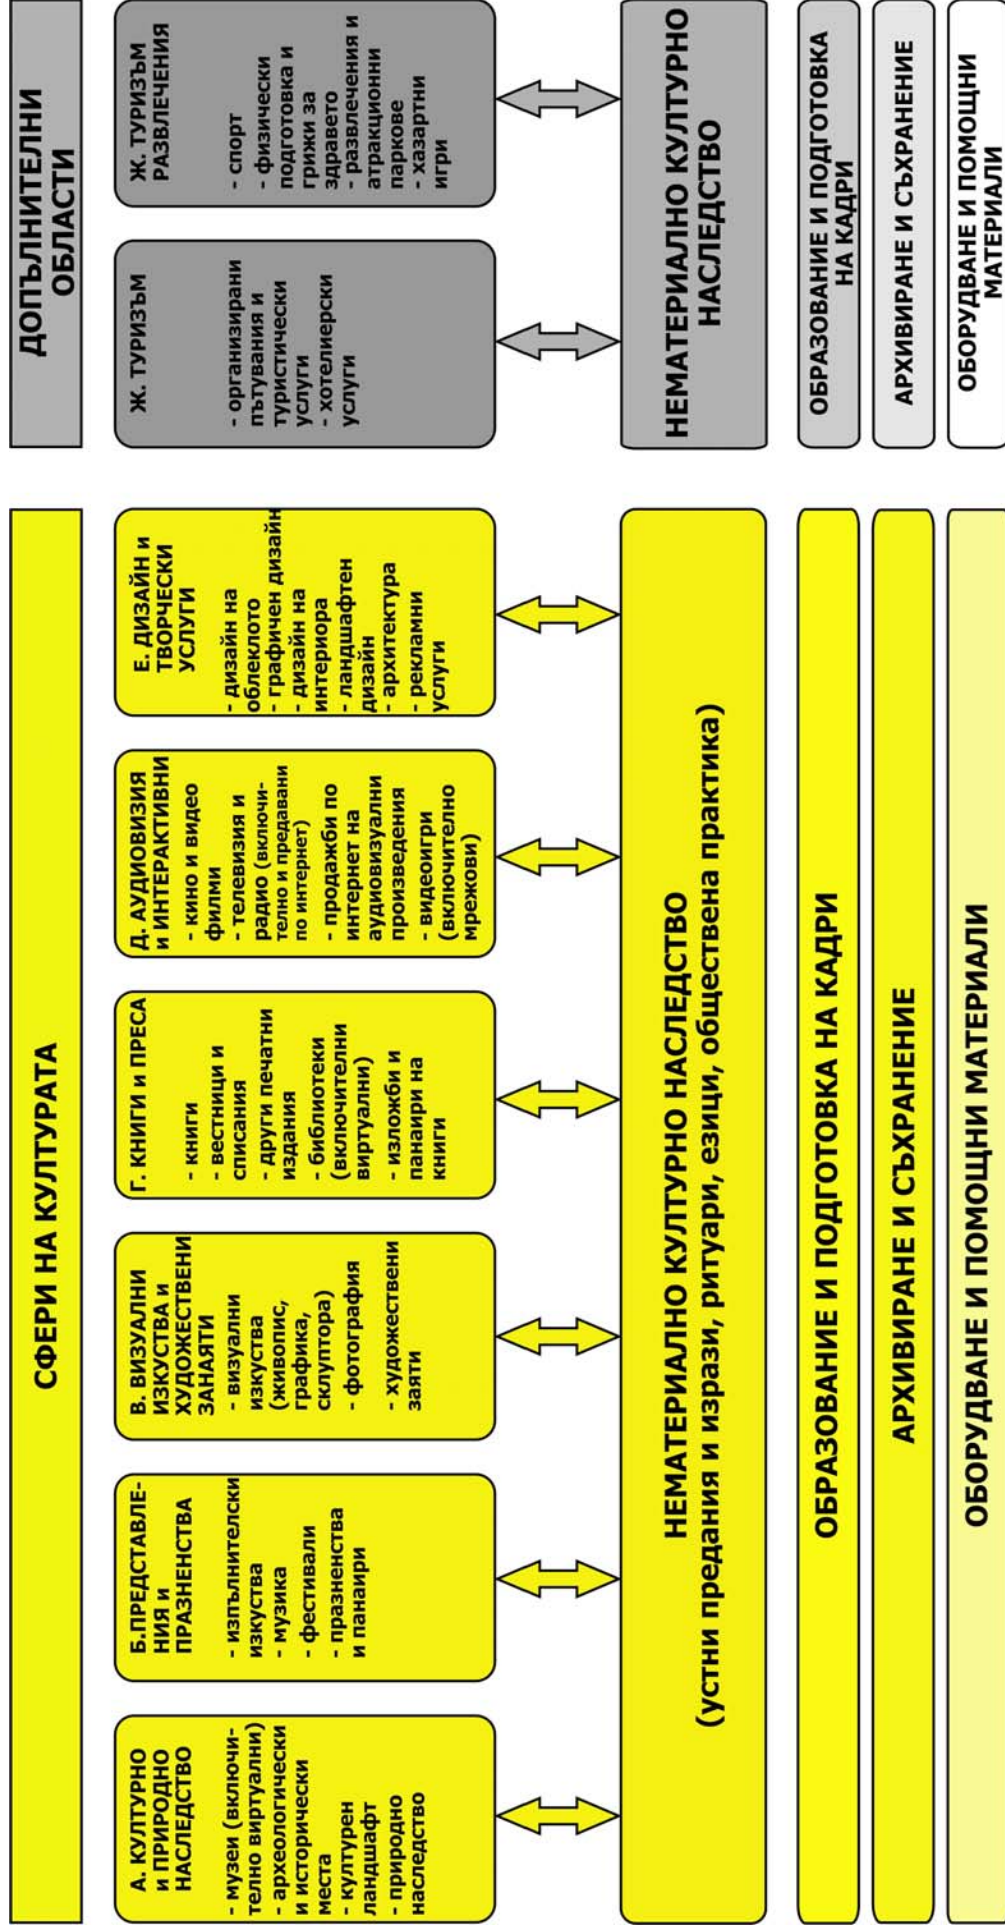 СФЕРИ НА КУЛТУРАТА
А. КУЛТУРНО
и ПРИРОДНО
НАСЛЕДСТВО
- музеи (включи-
телно виртуални)
- археологически
и исторически
места
- културен
ландшафт
- природно
наследство
Б.ПРЕДСТАВЛЕ-
НИЯ и
ПРАЗНЕНСТВА
- изпълнителски
изкуства
- музика
- фестивали
- празненства
и панаири
В. ВИЗУАЛНИ
ИЗКУСТВА и
ХУДОЖЕСТВЕНИ
ЗАНАЯТИ
- визуални
изкуства
(живопис,
графика,
склуптора)
- фотография
- художествени
заяти
Г. КНИГИ и ПРЕСА
- книги
- вестници и
списания
- други печатни
издания
- библиотеки
(включителни
виртуални)
- изложби и
панаири на
книги
Д. АУДИОВИЗИЯ
и ИНТЕРАКТИВНИ
- кино и видео
филми
- телевизия и
радио (включи-
телно и предавани
по интернет)
- продажби по
интернет на
аудиовизуални
произведения
- видеоигри
(включително
мрежови)
Е. ДИЗАЙН и
ТВОРЧЕСКИ
УСЛУГИ
- дизайн на
облеклото
- графичен дизайн
- дизайн на
интериора
- ландшафтен
дизайн
- архитектура
- рекламни
услуги
НЕМАТЕРИАЛНО КУЛТУРНО НАСЛЕДСТВО
(устни предания и изрази, ритуари, езици, обществена практика)
ОБРАЗОВАНИЕ И ПОДГОТОВКА НА КАДРИ
АРХИВИРАНЕ И СЪХРАНЕНИЕ
ОБОРУДВАНЕ И ПОМОЩНИ МАТЕРИАЛИ
ДОПЪЛНИТЕЛНИ
ОБЛАСТИ
Ж. ТУРИЗЪМ
- организирани
пътувания и
туристически
услуги
- хотелиерски
услуги
Ж. ТУРИЗЪМ
РАЗВЛЕЧЕНИЯ
- спорт
- физически
подготовка и
грижи за
здравето
- развлечения и
атракционни
паркове
- хазартни
игри
НЕМАТЕРИАЛНО КУЛТУРНО
НАСЛЕДСТВО
ОБРАЗОВАНИЕ И ПОДГОТОВКА
НА КАДРИ
АРХИВИРАНЕ И СЪХРАНЕНИЕ
ОБОРУДВАНЕ И ПОМОЩНИ
МАТЕРИАЛИ